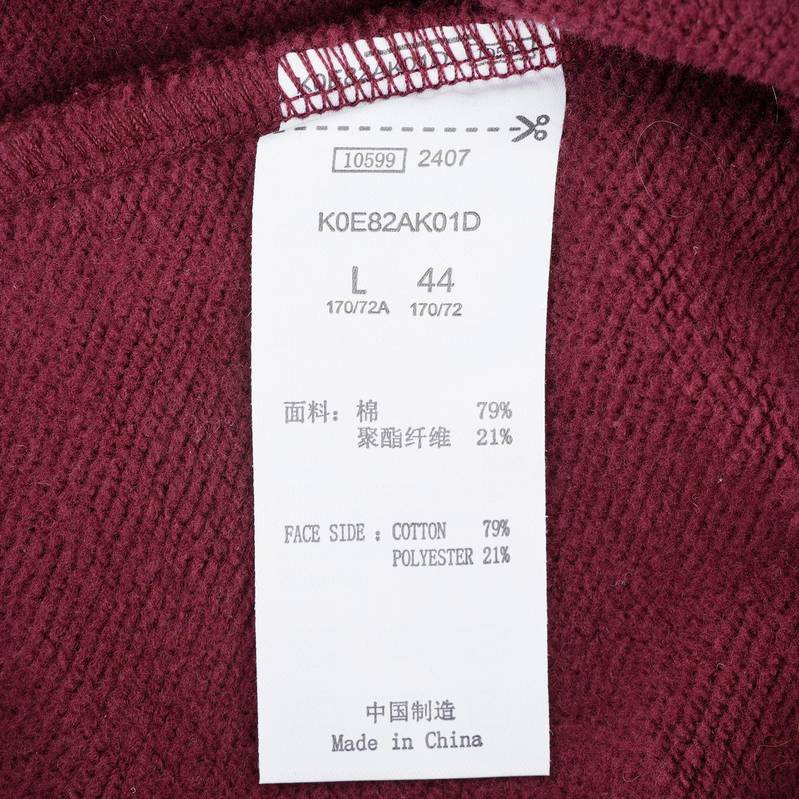 10599 2407
K0E82AK01D
L 44
170/72A 170/72
面料：棉 79%
聚酯纤维 21%
FACE SIDE : COTTON 79%
POLYESTER 21%
中国制造
Made in China